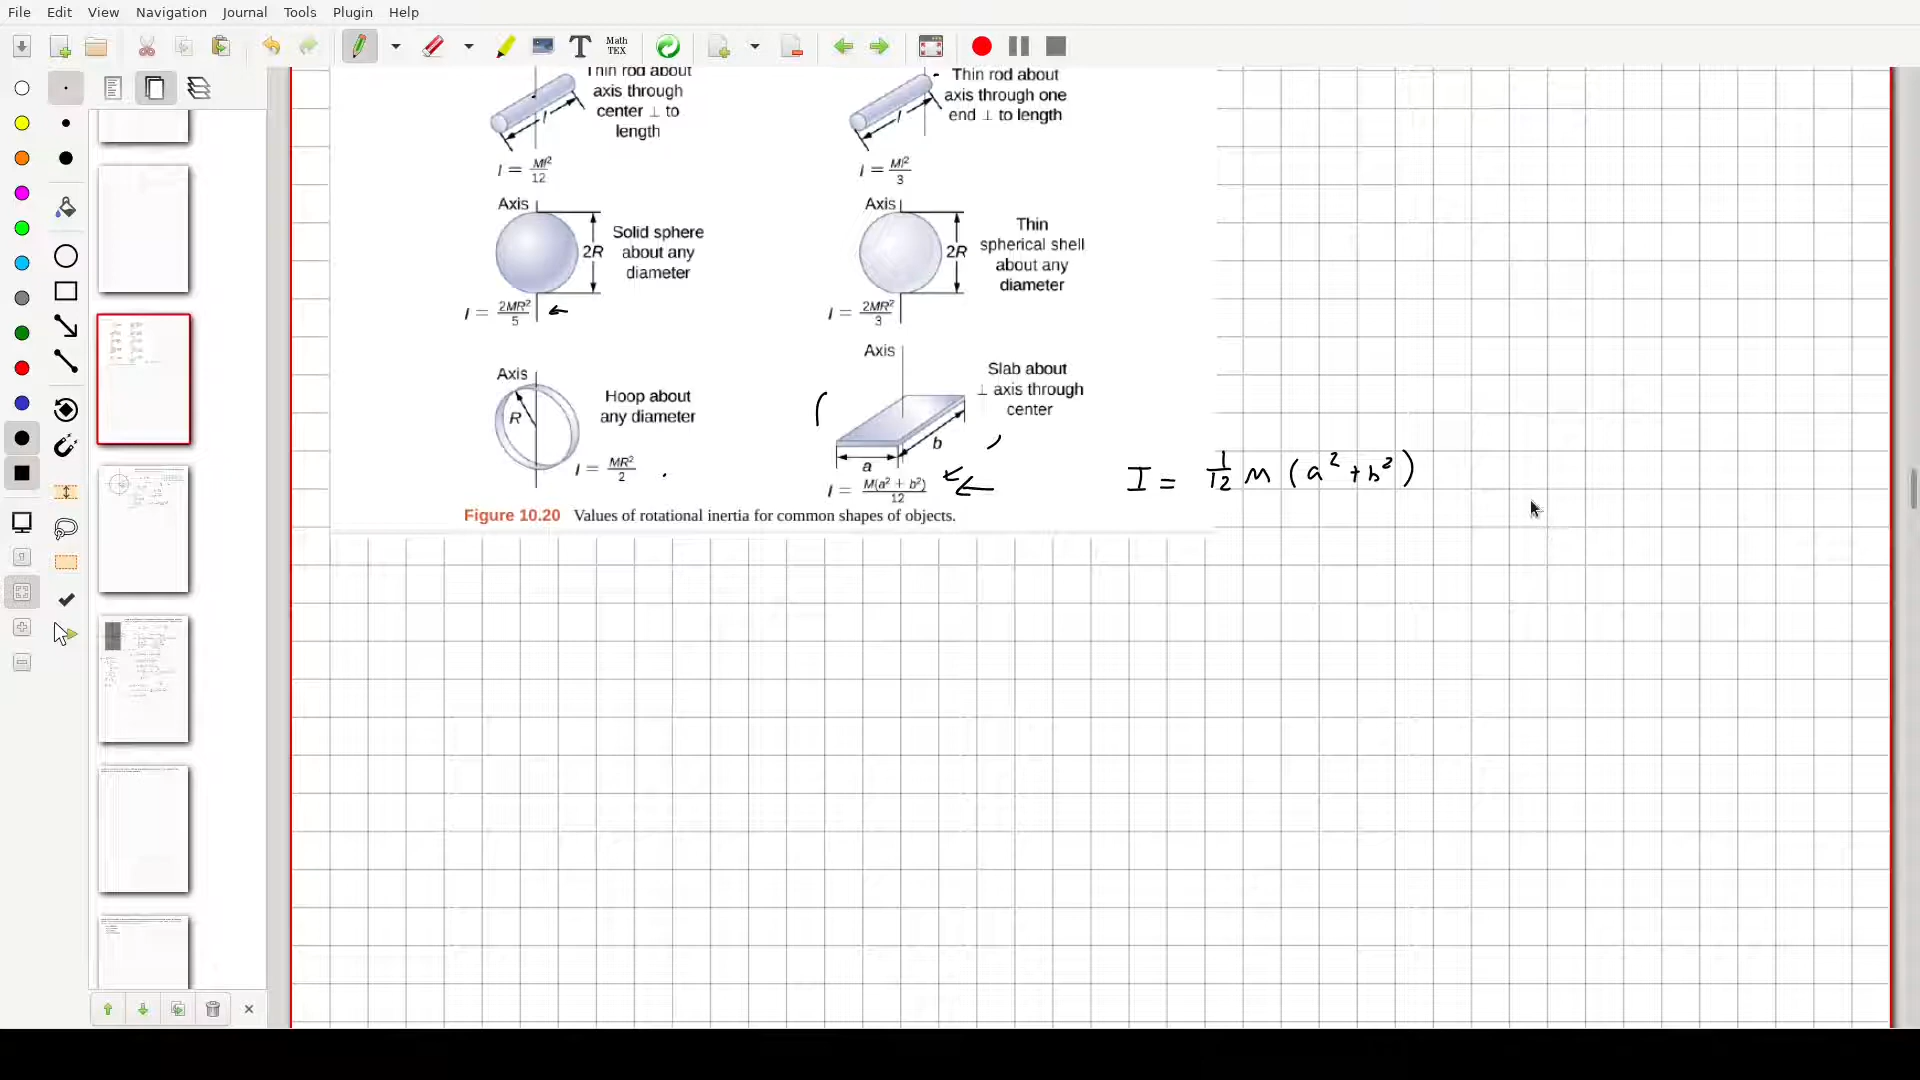 File Edit View Navigation Journal Tools Plugin Help
Math
TEX
Thin rod about
axis through
center ⊥ to
length
l
I = Ml²/12
Thin rod about
axis through one
end ⊥ to length
l
I = Ml²/3
Axis
Solid sphere
about any
diameter
2R
I = 2MR²/5
Axis
Thin
spherical shell
about any
diameter
2R
I = 2MR²/3
Axis
R
Hoop about
any diameter
I = MR²/2
Axis
Slab about
⊥ axis through
center
b
a
I = M(a² + b²)/12
I = 1/12 M (a² + b²)
Figure 10.20 Values of rotational inertia for common shapes of objects.